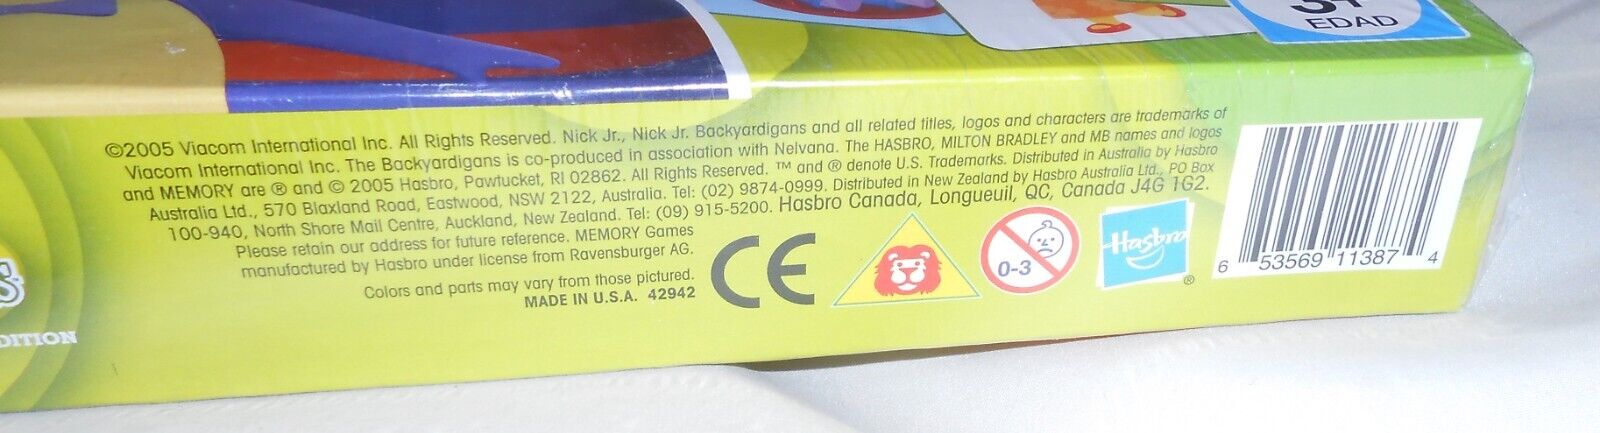 3+
EDAD
©2005 Viacom International Inc. All Rights Reserved. Nick Jr., Nick Jr. Backyardigans and all related titles, logos and characters are trademarks of
Viacom International Inc. The Backyardigans is co-produced in association with Nelvana. The HASBRO, MILTON BRADLEY and MB names and logos
and MEMORY are ® and © 2005 Hasbro, Pawtucket, RI 02862. All Rights Reserved. ™ and ® denote U.S. Trademarks. Distributed in Australia by Hasbro
Australia Ltd., 570 Blaxland Road, Eastwood, NSW 2122, Australia. Tel: (02) 9874-0999. Distributed in New Zealand by Hasbro Australia Ltd., PO Box
100-940, North Shore Mail Centre, Auckland, New Zealand. Tel: (09) 915-5200. Hasbro Canada, Longueuil, QC, Canada J4G 1G2.
Please retain our address for future reference. MEMORY Games
manufactured by Hasbro under license from Ravensburger AG.
Colors and parts may vary from those pictured.
MADE IN U.S.A. 42942
CE
0-3
Hasbro
®
6 53569 11387 4
S
DITION